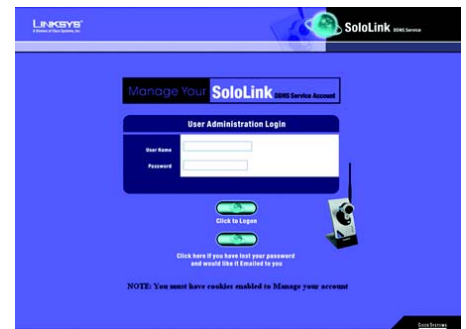 LINKSYS®
A Division of Cisco Systems, Inc.
SoloLink DDNS Service
Manage Your SoloLink DDNS Service Account
User Administration Login
User Name
Password
Click to Logon
Click here if you have lost your password
and would like it Emailed to you
NOTE: You must have cookies enabled to Manage your account
CISCO SYSTEMS